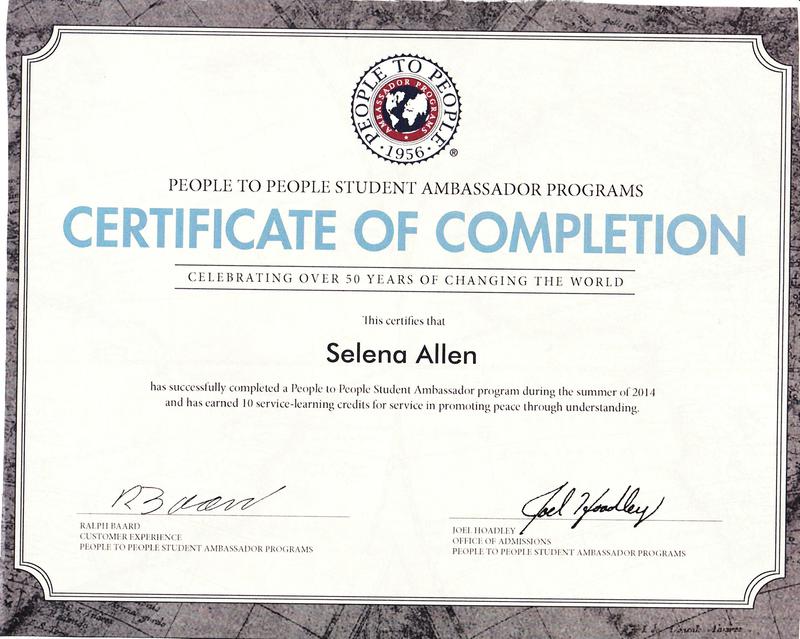 PEOPLE TO PEOPLE
AMBASSADOR PROGRAMS
·1956·®
PEOPLE TO PEOPLE STUDENT AMBASSADOR PROGRAMS
CERTIFICATE OF COMPLETION
CELEBRATING OVER 50 YEARS OF CHANGING THE WORLD
This certifies that
Selena Allen
has successfully completed a People to People Student Ambassador program during the summer of 2014
and has earned 10 service-learning credits for service in promoting peace through understanding.
R Baard
RALPH BAARD
CUSTOMER EXPERIENCE
PEOPLE TO PEOPLE STUDENT AMBASSADOR PROGRAMS
Joel Hoadley
JOEL HOADLEY
OFFICE OF ADMISSIONS
PEOPLE TO PEOPLE STUDENT AMBASSADOR PROGRAMS